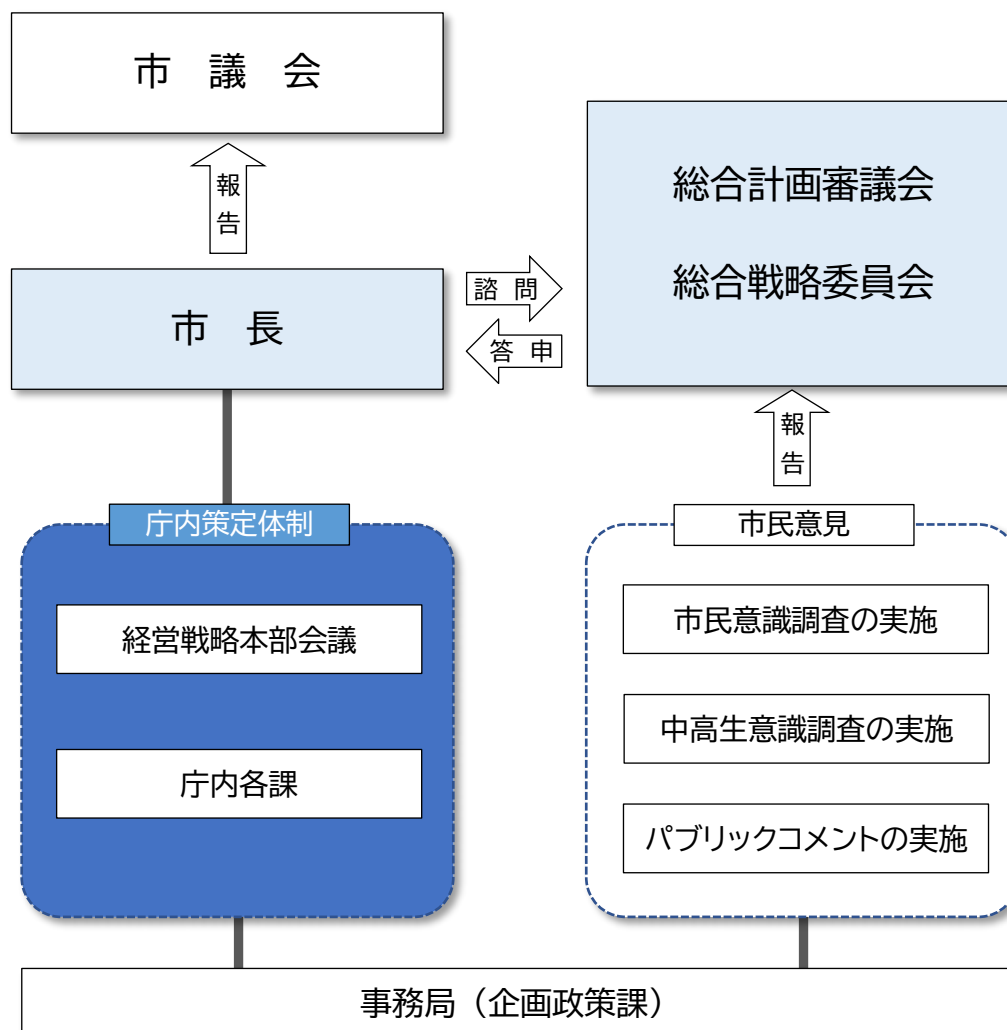 市　議　会
報告
総合計画審議会
総合戦略委員会
市　長
諮 問
答 申
報告
庁内策定体制
経営戦略本部会議
庁内各課
市民意見
市民意識調査の実施
中高生意識調査の実施
パブリックコメントの実施
事務局（企画政策課）